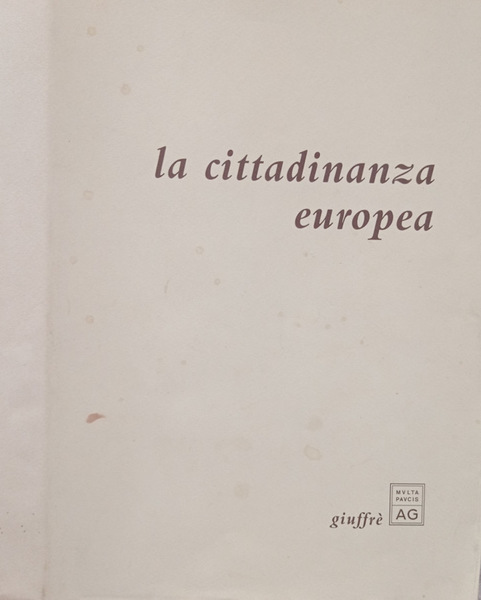 la cittadinanza
europea
giuffrè
MVLTA
PAVCIS
AG